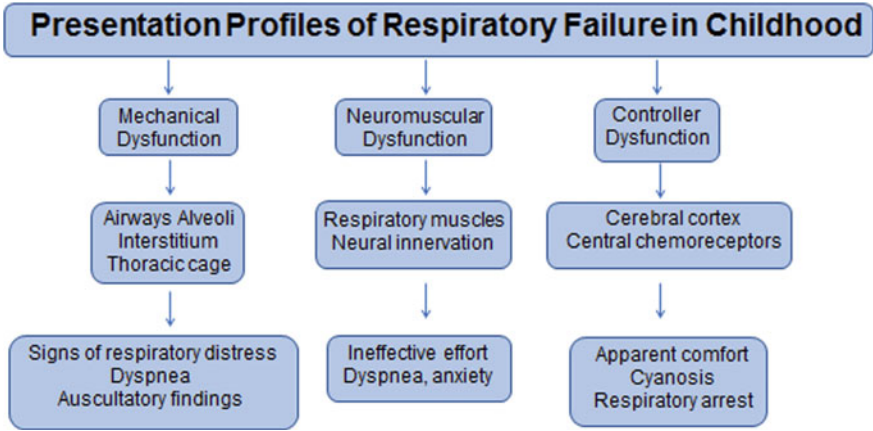 Presentation Profiles of Respiratory Failure in Childhood
Mechanical
Dysfunction
Neuromuscular
Dysfunction
Controller
Dysfunction
Airways Alveoli
Interstitium
Thoracic cage
Respiratory muscles
Neural innervation
Cerebral cortex
Central chemoreceptors
Signs of respiratory distress
Dyspnea
Auscultatory findings
Ineffective effort
Dyspnea, anxiety
Apparent comfort
Cyanosis
Respiratory arrest